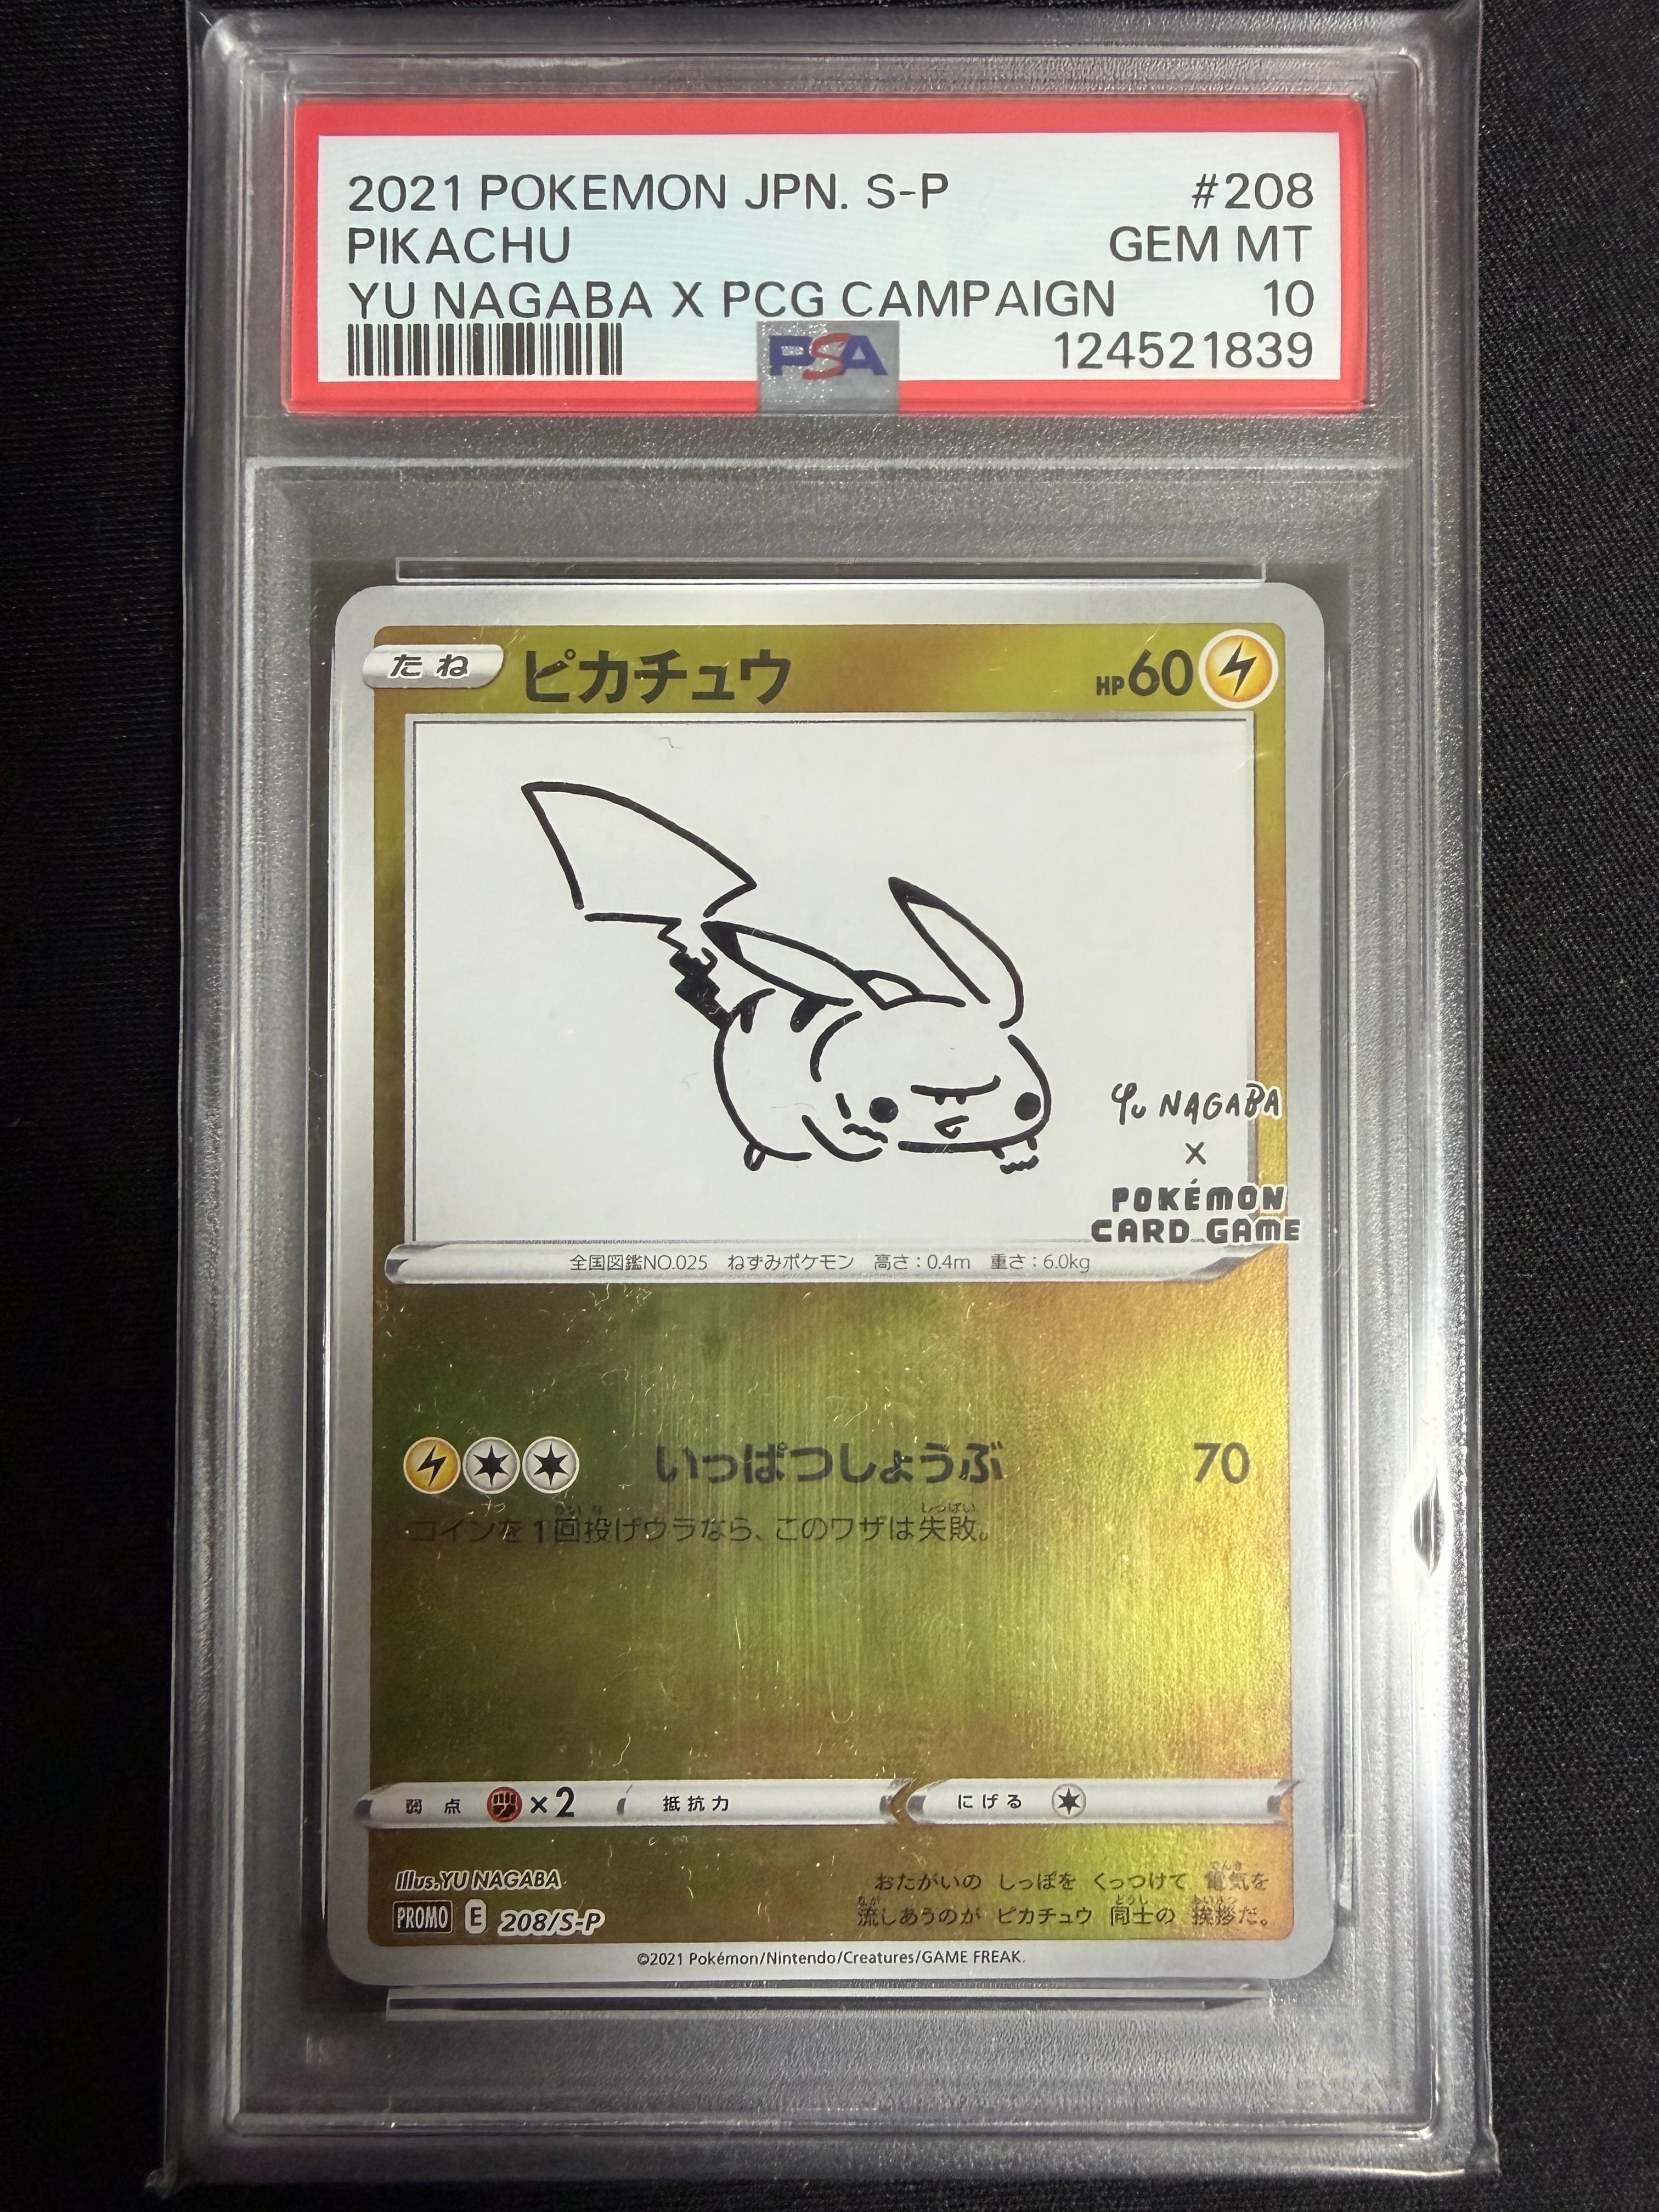 2021 POKEMON JPN. S-P #208
PIKACHU GEM MT
YU NAGABA X PCG CAMPAIGN 10
PSA 124521839
たね ピカチュウ HP60
YU NAGABA
X
POKÉMON
CARD GAME
全国図鑑NO.025 ねずみポケモン 高さ:0.4m 重さ:6.0kg
いっぱつしょうぶ 70
コインを1回投げウラなら、このワザは失敗。
弱点 ×2 抵抗力 にげる
Illus.YU NAGABA
おたがいの しっぽを くっつけて 電気を
流しあうのが ピカチュウ 同士の 挨拶だ。
PROMO E 208/S-P
©2021 Pokémon/Nintendo/Creatures/GAME FREAK.